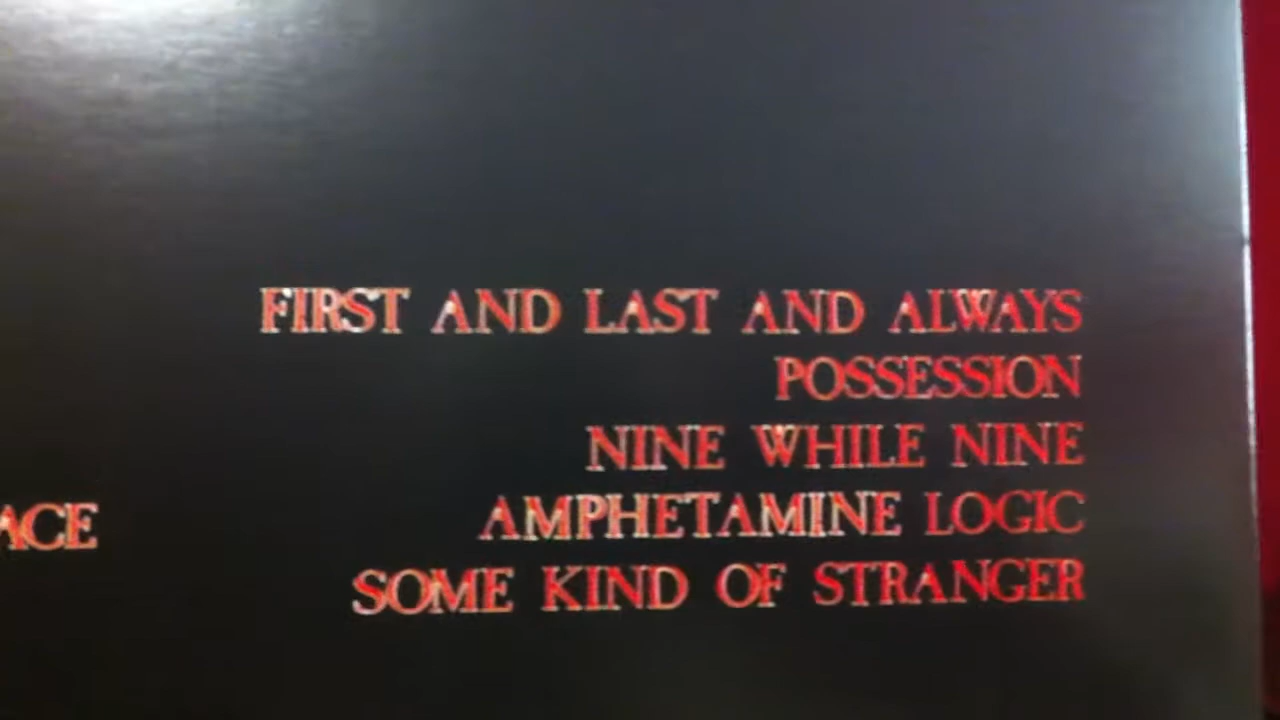 FIRST AND LAST AND ALWAYS
POSSESSION
NINE WHILE NINE
AMPHETAMINE LOGIC
SOME KIND OF STRANGER